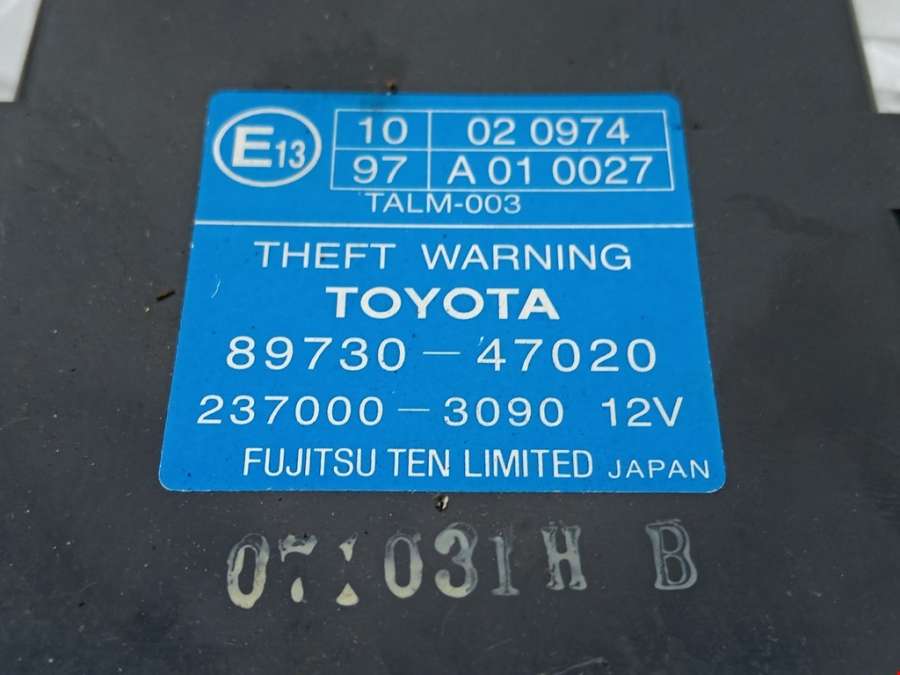 E13 10 02 0974
97 A 01 0027
TALM-003
THEFT WARNING
TOYOTA
89730-47020
237000-3090 12V
FUJITSU TEN LIMITED JAPAN
071031H B